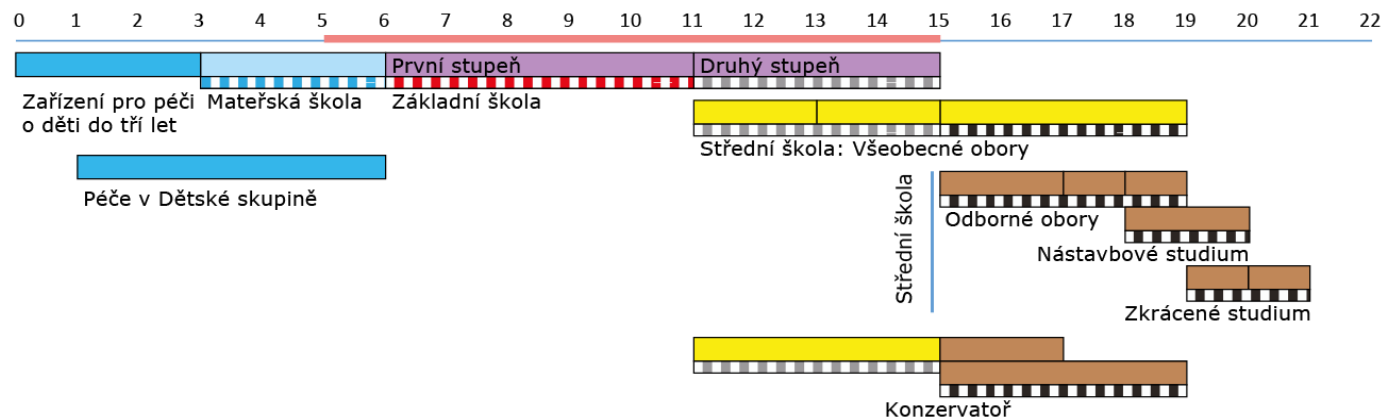 0 1 2 3 4 5 6 7 8 9 10 11 12 13 14 15 16 17 18 19 20 21 22
První stupeň
Druhý stupeň
Zařízení pro péči
o děti do tří let
Mateřská škola
Základní škola
Střední škola: Všeobecné obory
Péče v Dětské skupině
Střední škola
Odborné obory
Nástavbové studium
Zkrácené studium
Konzervatoř